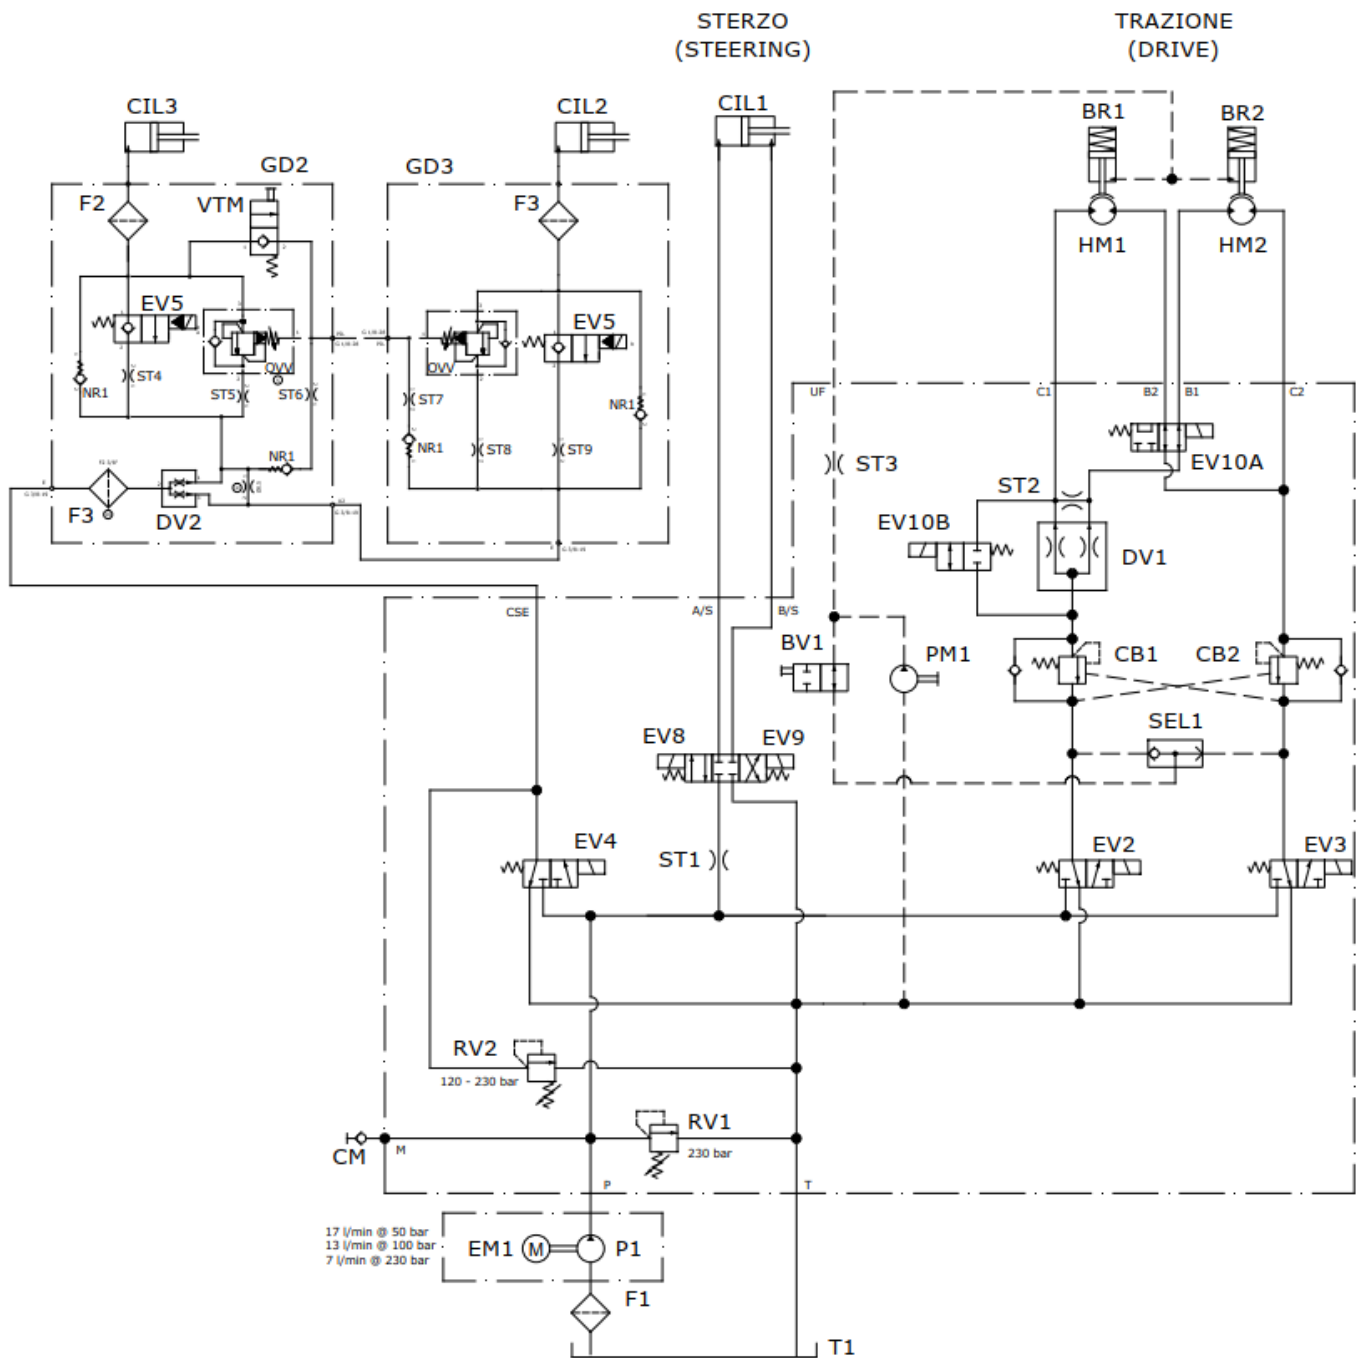 STERZO
(STEERING)
TRAZIONE
(DRIVE)
CIL3
CIL2
CIL1
BR1
BR2
GD2
GD3
F2
VTM
F3
HM1
HM2
EV5
OVV
EV5
OVV
NR1
ST4
ST5
ST6
ST7
NR1
ST8
ST9
NR1
NR1
F3
DV2
UF
C1
B2
B1
C2
ST3
EV10A
ST2
EV10B
DV1
CSE
A/S
B/S
BV1
PM1
CB1
CB2
SEL1
EV8
EV9
EV4
ST1
EV2
EV3
RV2
120 - 230 bar
RV1
230 bar
CM
M
P
T
17 l/min @ 50 bar
13 l/min @ 100 bar
7 l/min @ 230 bar
EM1
M
P1
F1
T1